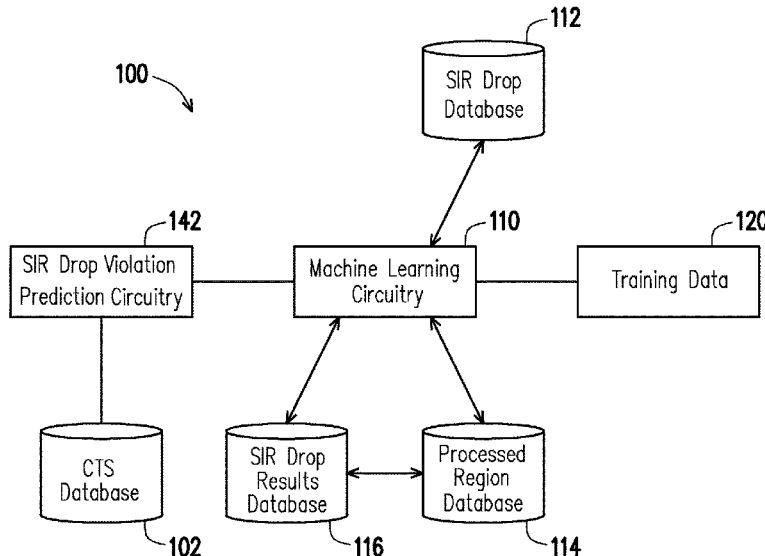 112
100
SIR Drop
Database
142
110
120
SIR Drop Violation
Prediction Circuitry
Machine Learning
Circuitry
Training Data
CTS
Database
SIR Drop
Results
Database
Processed
Region
Database
102
116
114